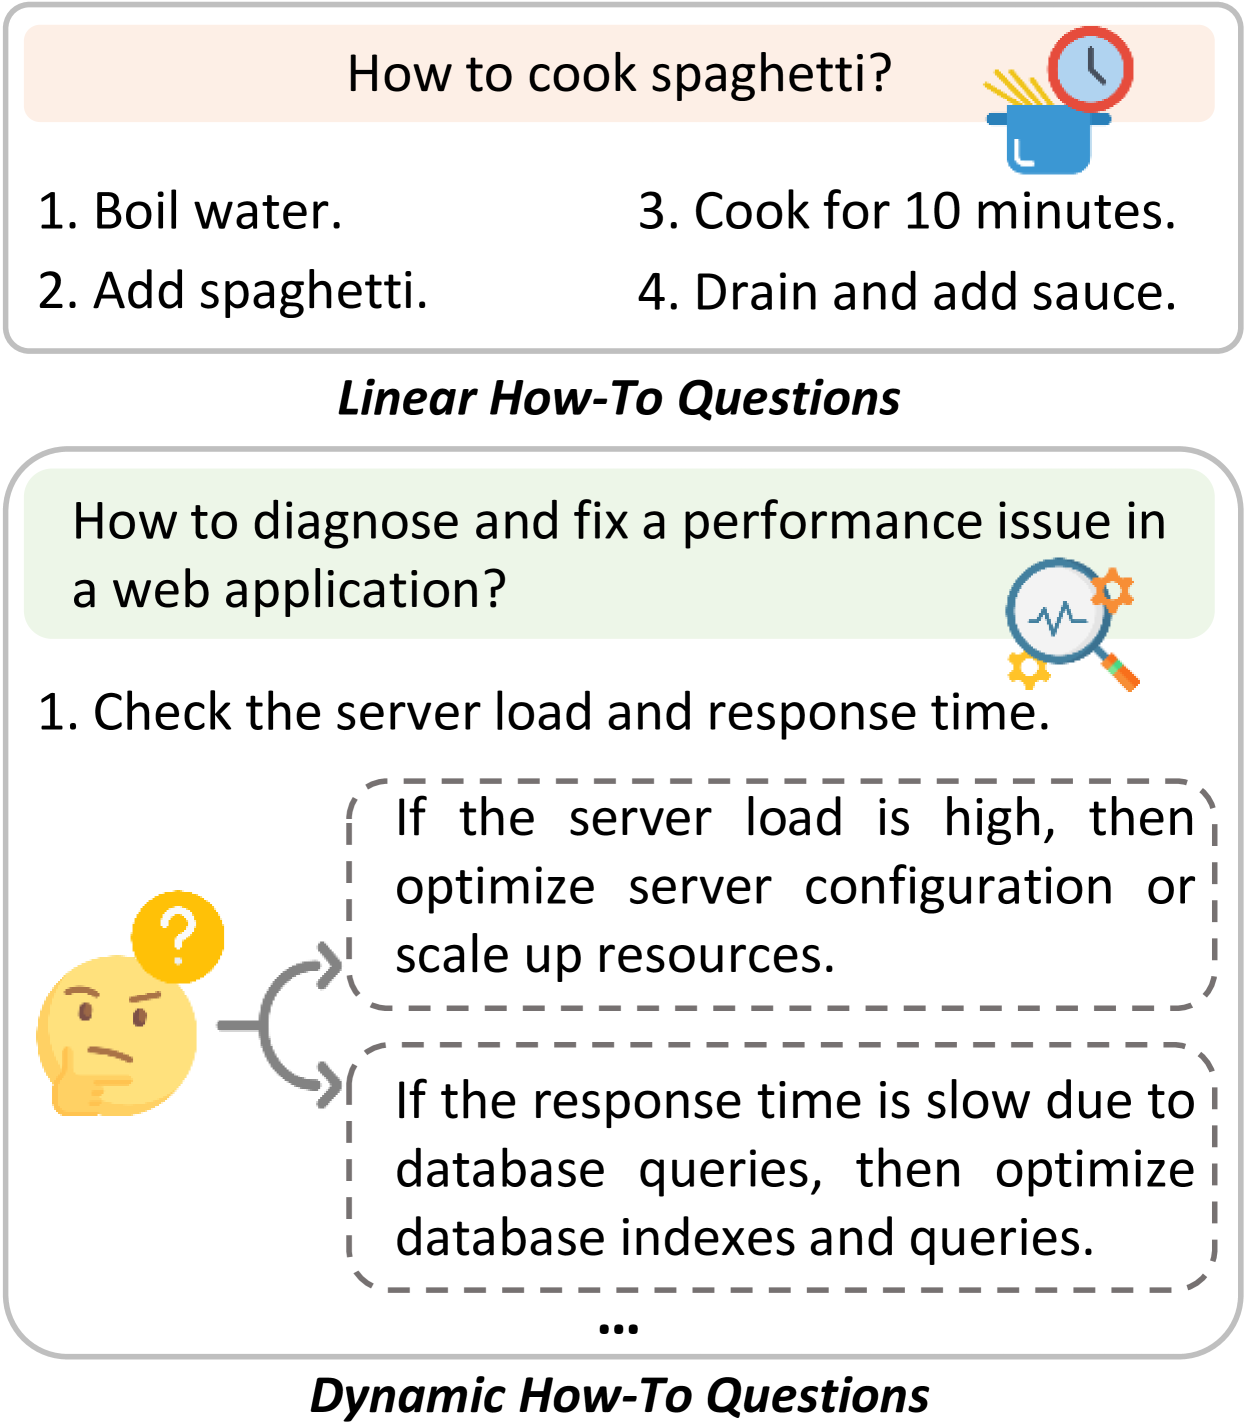 How to cook spaghetti?
1. Boil water.
2. Add spaghetti.
3. Cook for 10 minutes.
4. Drain and add sauce.
Linear How-To Questions
How to diagnose and fix a performance issue in
a web application?
1. Check the server load and response time.
If the server load is high, then
optimize server configuration or
scale up resources.
?
If the response time is slow due to
database queries, then optimize
database indexes and queries.
...
Dynamic How-To Questions